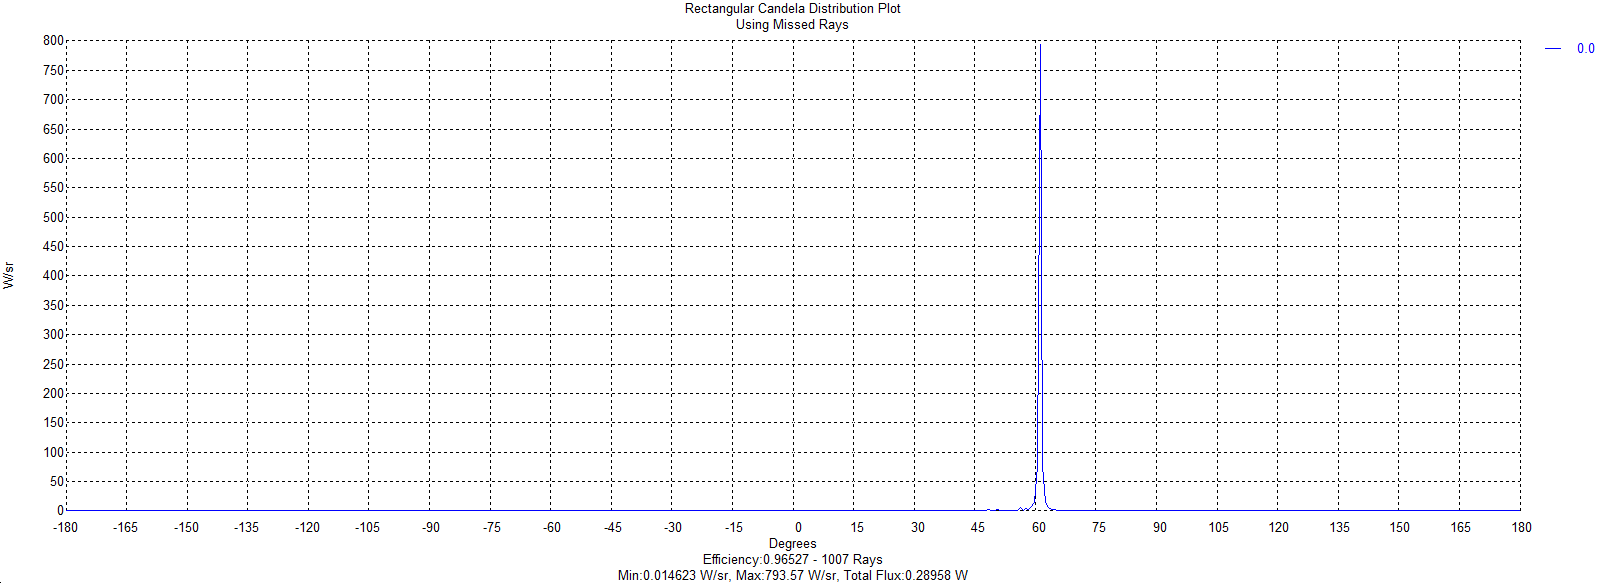 Rectangular Candela Distribution Plot
Using Missed Rays
800
750
700
650
600
550
500
450
400
350
300
250
200
150
100
50
0
W/sr
0.0
-180 -165 -150 -135 -120 -105 -90 -75 -60 -45 -30 -15 0 15 30 45 60 75 90 105 120 135 150 165 180
Degrees
Efficiency:0.96527 - 1007 Rays
Min:0.014623 W/sr, Max:793.57 W/sr, Total Flux:0.28958 W